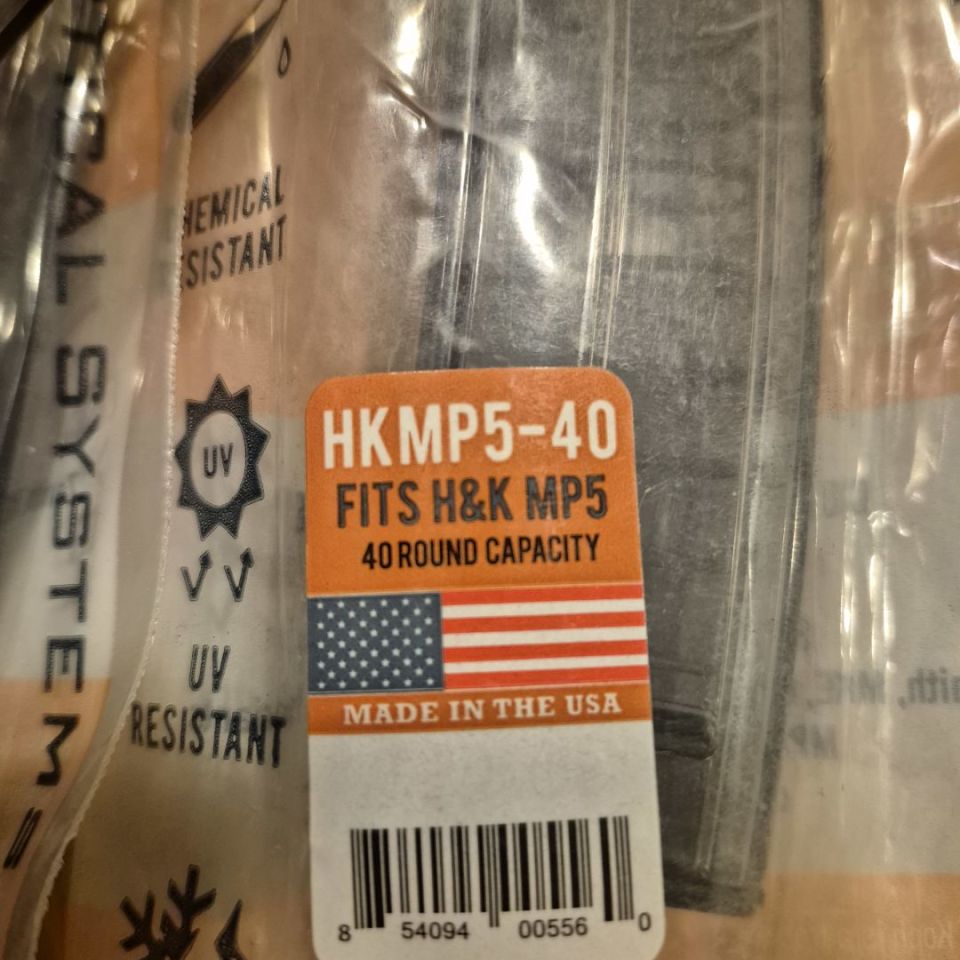 SYSTEM
CHEMICAL
RESISTANT
UV
UV
RESISTANT
HKMP5-40
FITS H&K MP5
40 ROUND CAPACITY
MADE IN THE USA
8 54094 00556 0